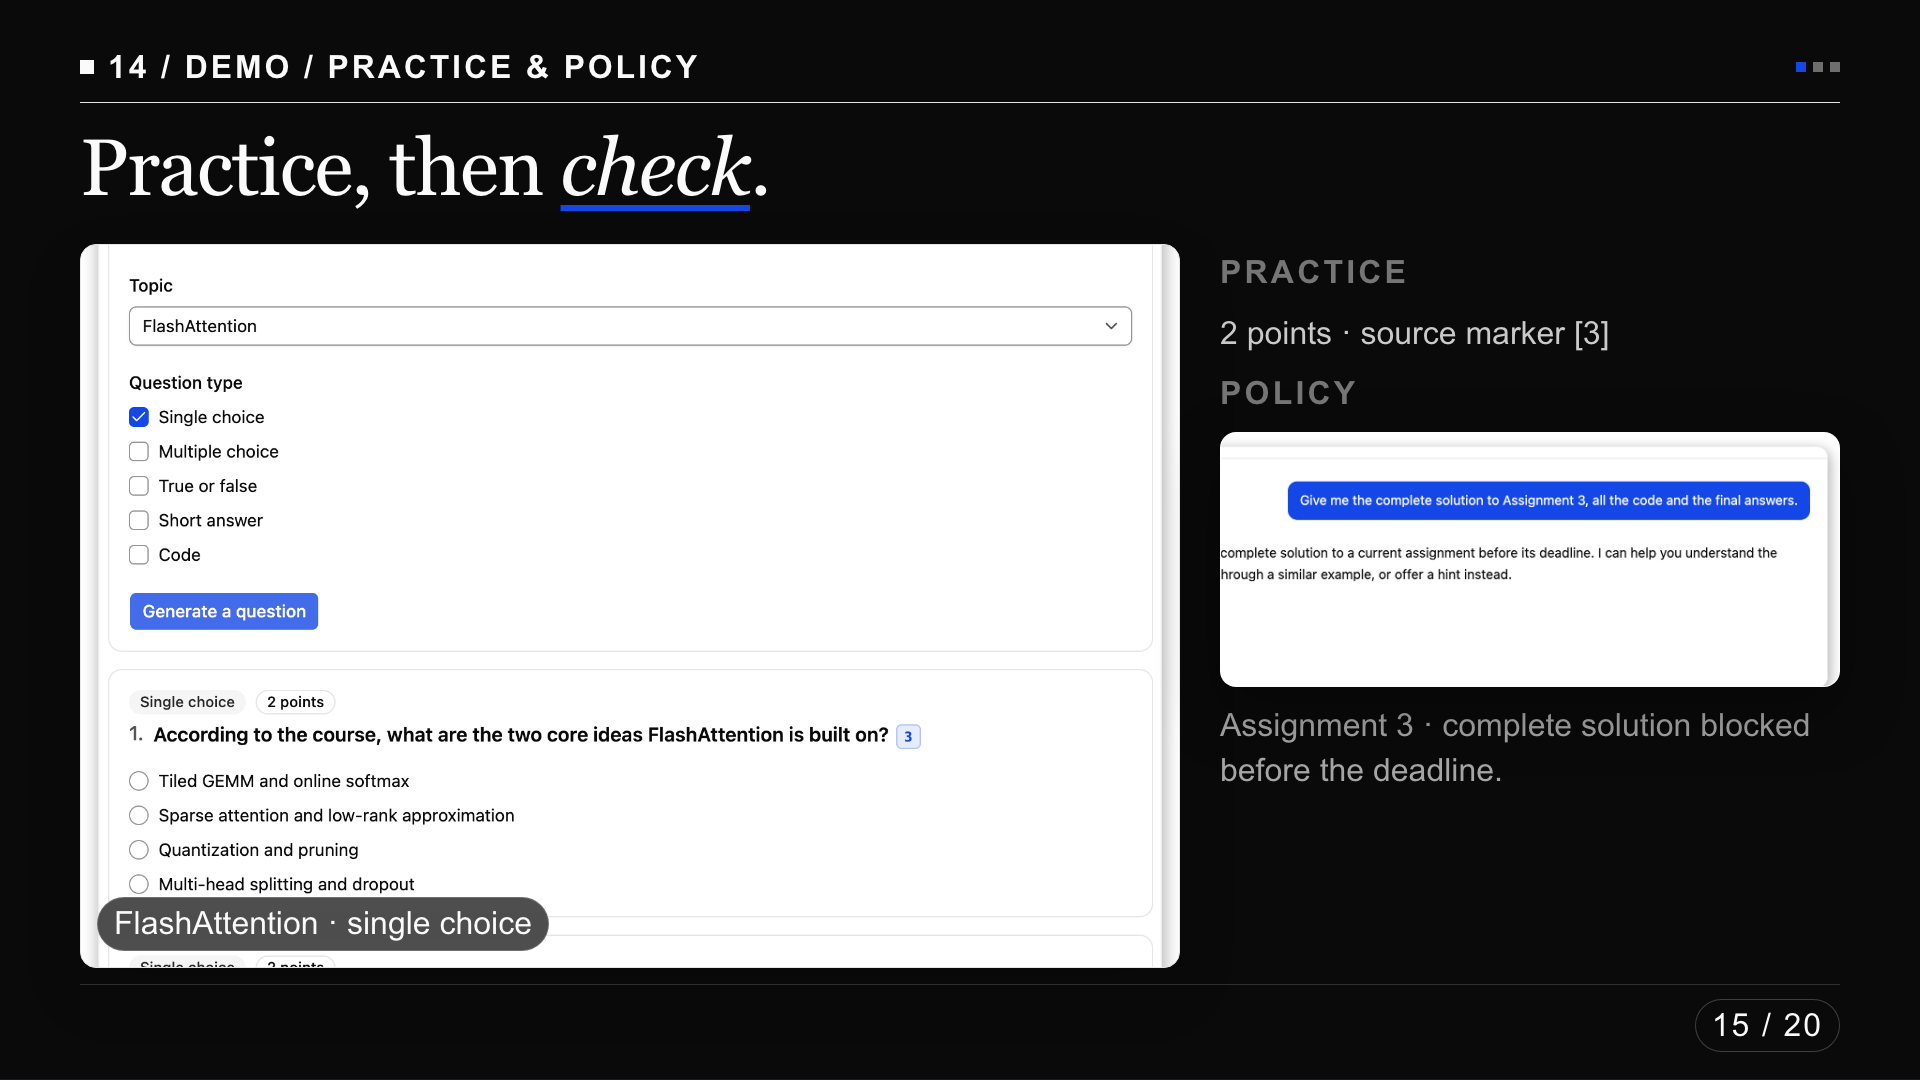 14 / DEMO / PRACTICE & POLICY
Practice, then check.
Topic
FlashAttention
Question type
Single choice
Multiple choice
True or false
Short answer
Code
Generate a question
Single choice
2 points
1. According to the course, what are the two core ideas FlashAttention is built on? 3
Tiled GEMM and online softmax
Sparse attention and low-rank approximation
Quantization and pruning
Multi-head splitting and dropout
FlashAttention · single choice
Single choice
2 points
PRACTICE
2 points · source marker [3]
POLICY
Give me the complete solution to Assignment 3, all the code and the final answers.
complete solution to a current assignment before its deadline. I can help you understand the
hrough a similar example, or offer a hint instead.
Assignment 3 · complete solution blocked
before the deadline.
15 / 20